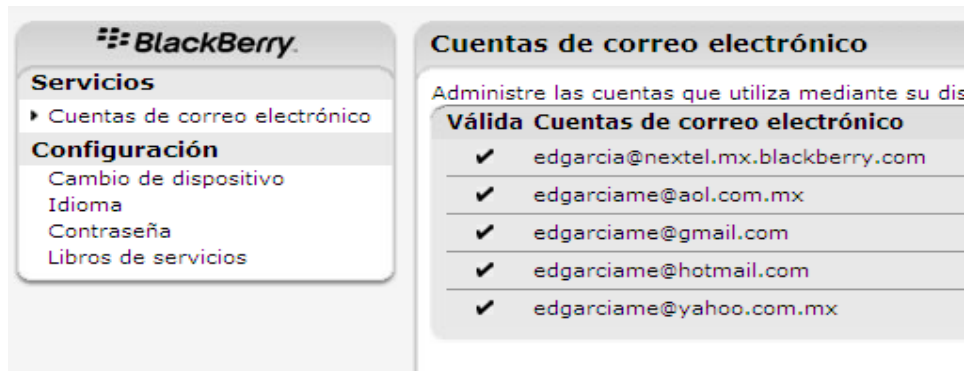 BlackBerry.
Servicios
Cuentas de correo electrónico
Configuración
Cambio de dispositivo
Idioma
Contraseña
Libros de servicios
Cuentas de correo electrónico
Administre las cuentas que utiliza mediante su dis
Válida Cuentas de correo electrónico
edgarcia@nextel.mx.blackberry.com
edgarciame@aol.com.mx
edgarciame@gmail.com
edgarciame@hotmail.com
edgarciame@yahoo.com.mx